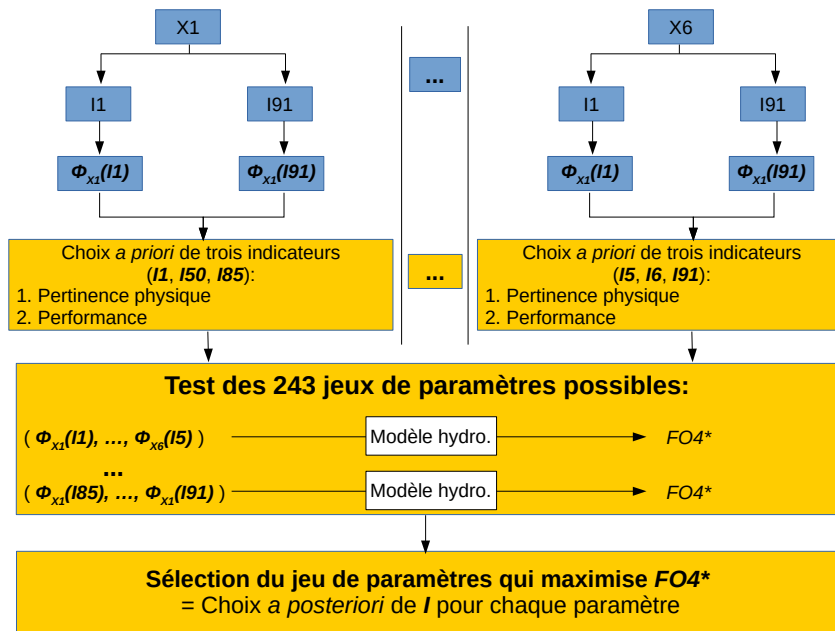 X1
X6
...
I1
I91
I1
I91
ΦX1(I1)
ΦX1(I91)
ΦX1(I1)
ΦX1(I91)
Choix a priori de trois indicateurs
(I1, I50, I85):
1. Pertinence physique
2. Performance
...
Choix a priori de trois indicateurs
(I5, I6, I91):
1. Pertinence physique
2. Performance
Test des 243 jeux de paramètres possibles:
( ΦX1(I1), ..., ΦX6(I5) )
Modèle hydro.
FO4*
...
( ΦX1(I85), ..., ΦX1(I91) )
Modèle hydro.
FO4*
Sélection du jeu de paramètres qui maximise FO4*
= Choix a posteriori de I pour chaque paramètre